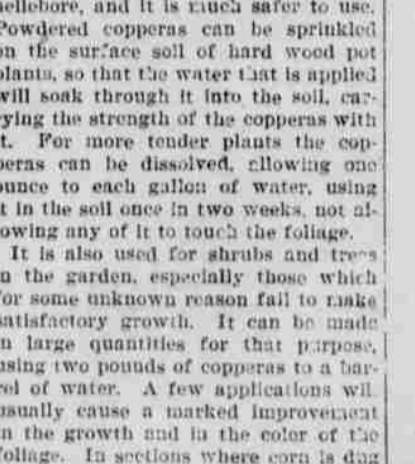 hellebore, and it is much safer to use.
Powdered copperas can be sprinkled
on the surface soil of hard wood pot
plants, so that the water that is applied
will soak through it into the soil, car-
rying the strength of the copperas with
it. For more tender plants the cop-
peras can be dissolved, allowing one
ounce to each gallon of water, using
it in the soil once in two weeks, not al-
lowing any of it to touch the foliage.
It is also used for shrubs and trees
in the garden, especially those which
for some unknown reason fail to make
satisfactory growth. It can be made
in large quantities for that purpose,
using two pounds of copperas to a bar-
rel of water. A few applications will
usually cause a marked improvement
in the growth and in the color of the
foliage. In sections where corn is dug